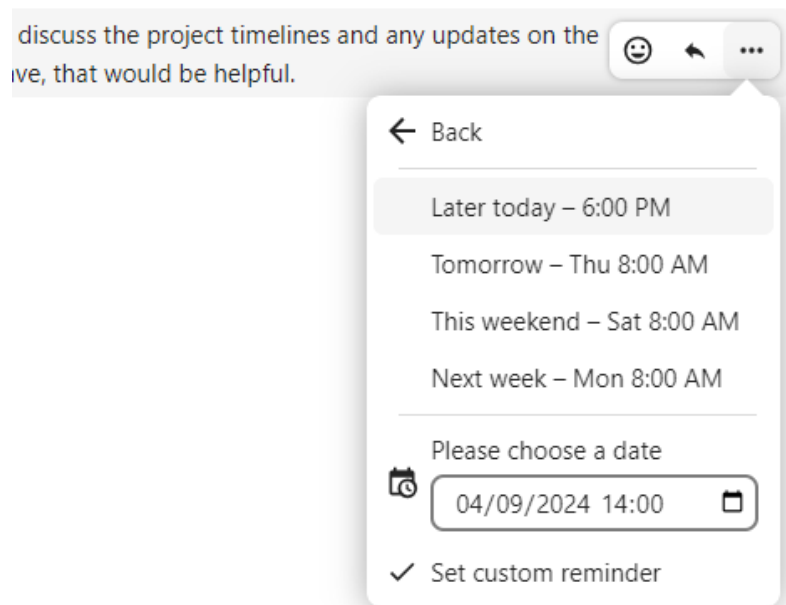 discuss the project timelines and any updates on the
, that would be helpful.
Back
Later today – 6:00 PM
Tomorrow – Thu 8:00 AM
This weekend – Sat 8:00 AM
Next week – Mon 8:00 AM
Please choose a date
04/09/2024 14:00
Set custom reminder